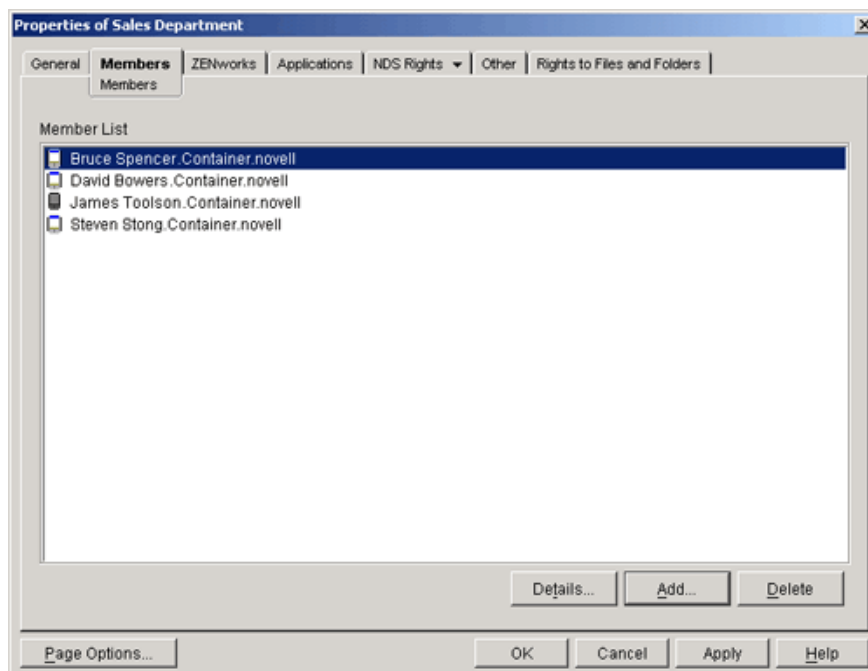 Properties of Sales Department
General Members ZENworks Applications NDS Rights Other Rights to Files and Folders
Members
Member List
Bruce Spencer.Container.novell
David Bowers.Container.novell
James Toolson.Container.novell
Steven Stong.Container.novell
Details... Add... Delete
Page Options... OK Cancel Apply Help